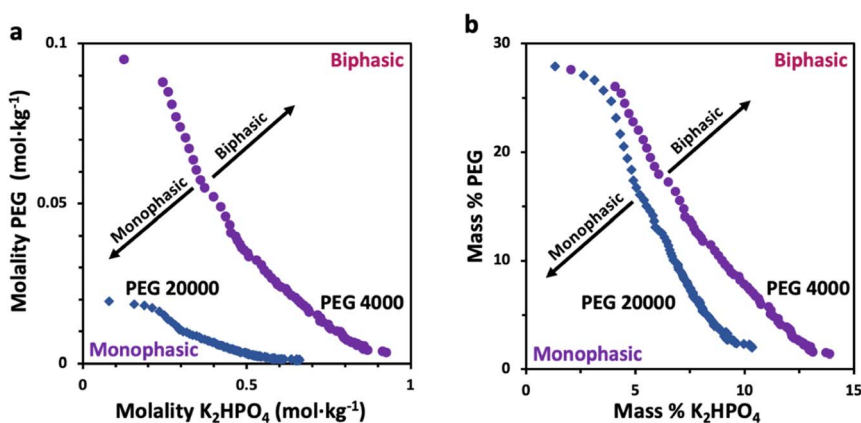 a
0.1
Biphasic
Molality PEG (mol·kg⁻¹)
Biphasic
0.05
Monophasic
PEG 20000
PEG 4000
Monophasic
0
0
0.5
1
Molality K₂HPO₄ (mol·kg⁻¹)
b
30
Biphasic
Mass % PEG
20
Biphasic
Monophasic
10
PEG 20000
PEG 4000
Monophasic
0
0
5
10
15
Mass % K₂HPO₄